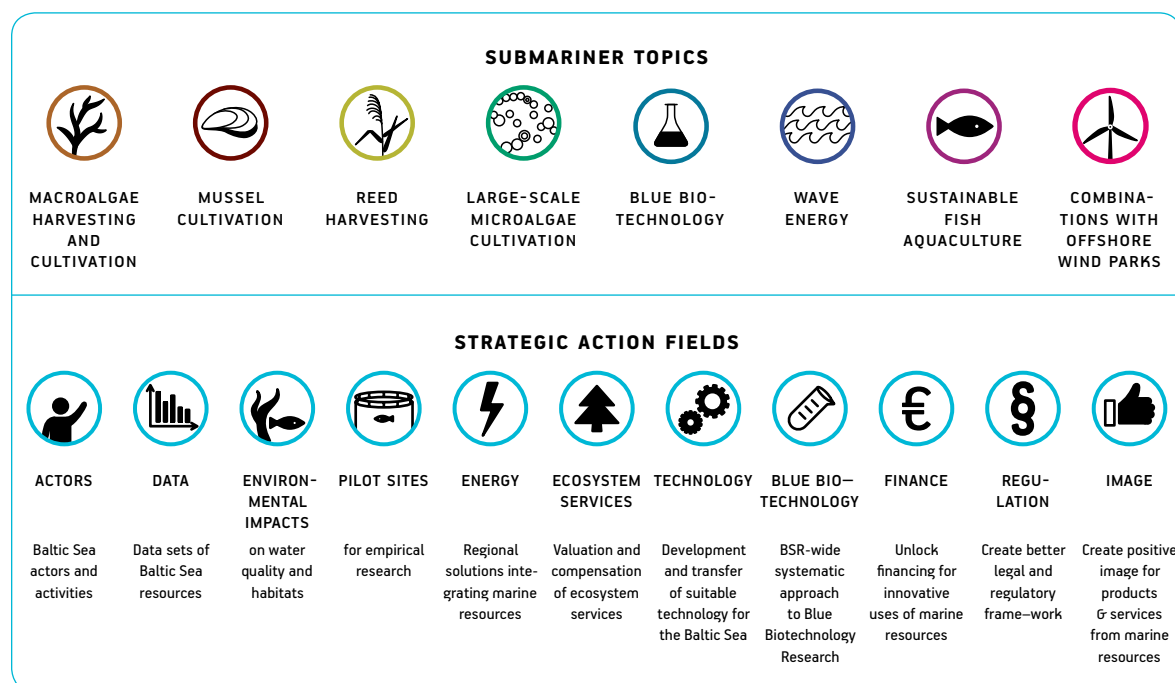 SUBMARINER TOPICS
MACROALGAE
HARVESTING
AND
CULTIVATION
MUSSEL
CULTIVATION
REED
HARVESTING
LARGE-SCALE
MICROALGAE
CULTIVATION
BLUE BIO-
TECHNOLOGY
WAVE
ENERGY
SUSTAINABLE
FISH
AQUACULTURE
COMBINA-
TIONS WITH
OFFSHORE
WIND PARKS
STRATEGIC ACTION FIELDS
£
§
ACTORS
Baltic Sea
actors and
activities
DATA
Data sets of
Baltic Sea
resources
ENVIRON-
MENTAL
IMPACTS
on water
quality and
habitats
PILOT SITES
for empirical
research
ENERGY
Regional
solutions inte-
grating marine
resources
ECOSYSTEM
SERVICES
Valuation and
compensation
of ecosystem
services
TECHNOLOGY
Development
and transfer
of suitable
technology for
the Baltic Sea
BLUE BIO—
TECHNOLOGY
BSR-wide
systematic
approach
to Blue
Biotechnology
Research
FINANCE
Unlock
financing for
innovative
uses of marine
resources
REGU-
LATION
Create better
legal and
regulatory
frame–work
IMAGE
Create positive
image for
products
& services
from marine
resources